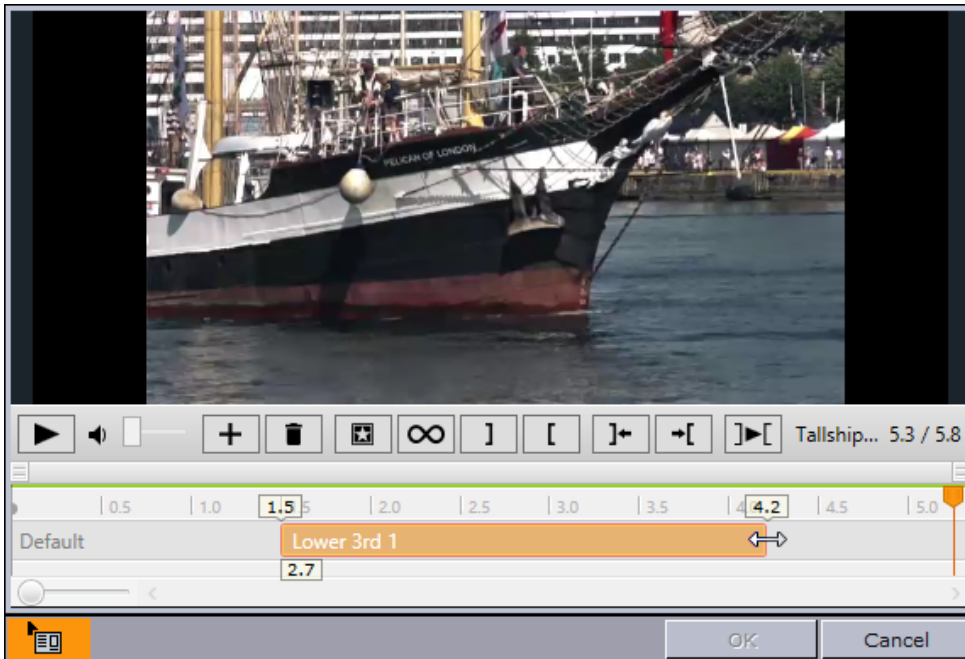 PELICAN OF LONDON
] [ ]← →[ ]▶[ Tallship... 5.3 / 5.8
0.5 1.0 1.5 2.0 2.5 3.0 3.5 4.2 4.5 5.0
Default Lower 3rd 1
2.7
OK Cancel